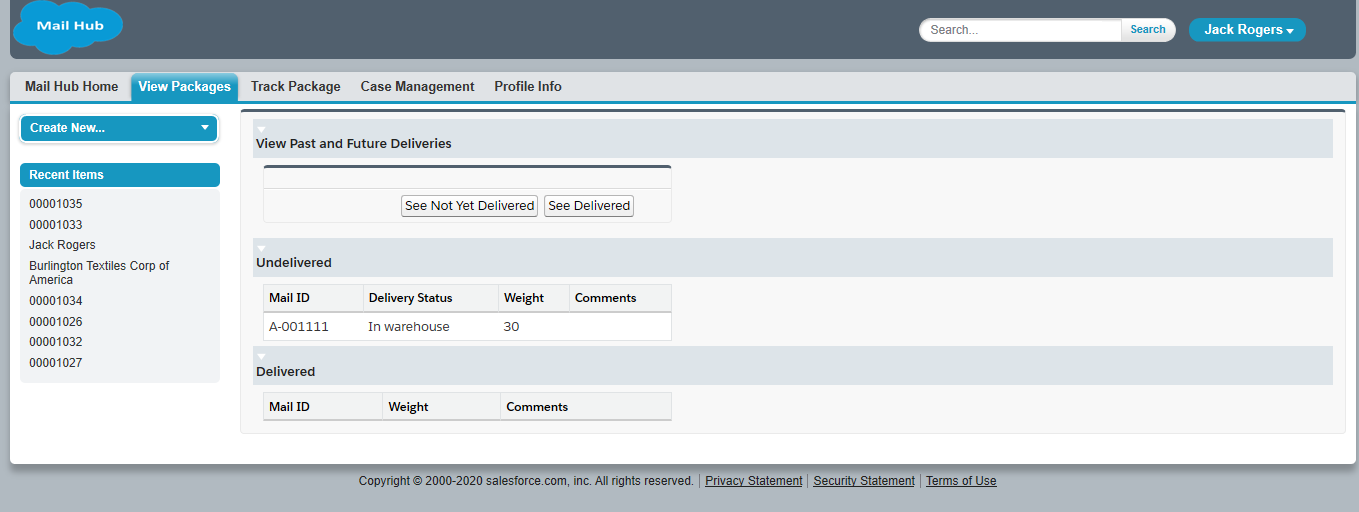 Mail Hub
Search... Search Jack Rogers
Mail Hub Home View Packages Track Package Case Management Profile Info
Create New...
Recent Items
00001035
00001033
Jack Rogers
Burlington Textiles Corp of
America
00001034
00001026
00001032
00001027
View Past and Future Deliveries
See Not Yet Delivered See Delivered
Undelivered
Mail ID Delivery Status Weight Comments
A-001111 In warehouse 30
Delivered
Mail ID Weight Comments
Copyright © 2000-2020 salesforce.com, inc. All rights reserved. | Privacy Statement | Security Statement | Terms of Use